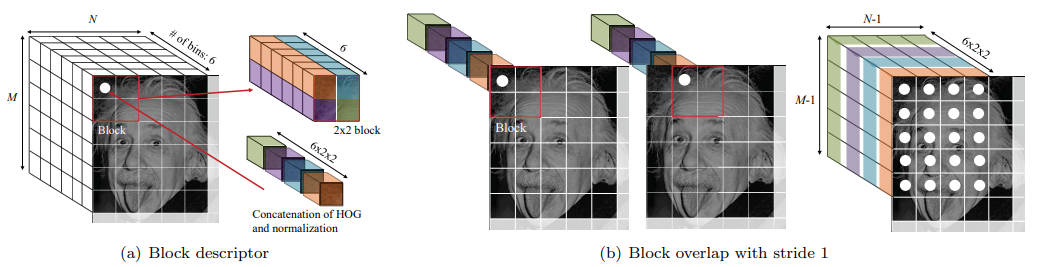 N
# of bins: 6
M
Block
6
2x2 block
6x2x2
Concatenation of HOG
and normalization
(a) Block descriptor
Block
N-1
6x2x2
M-1
(b) Block overlap with stride 1